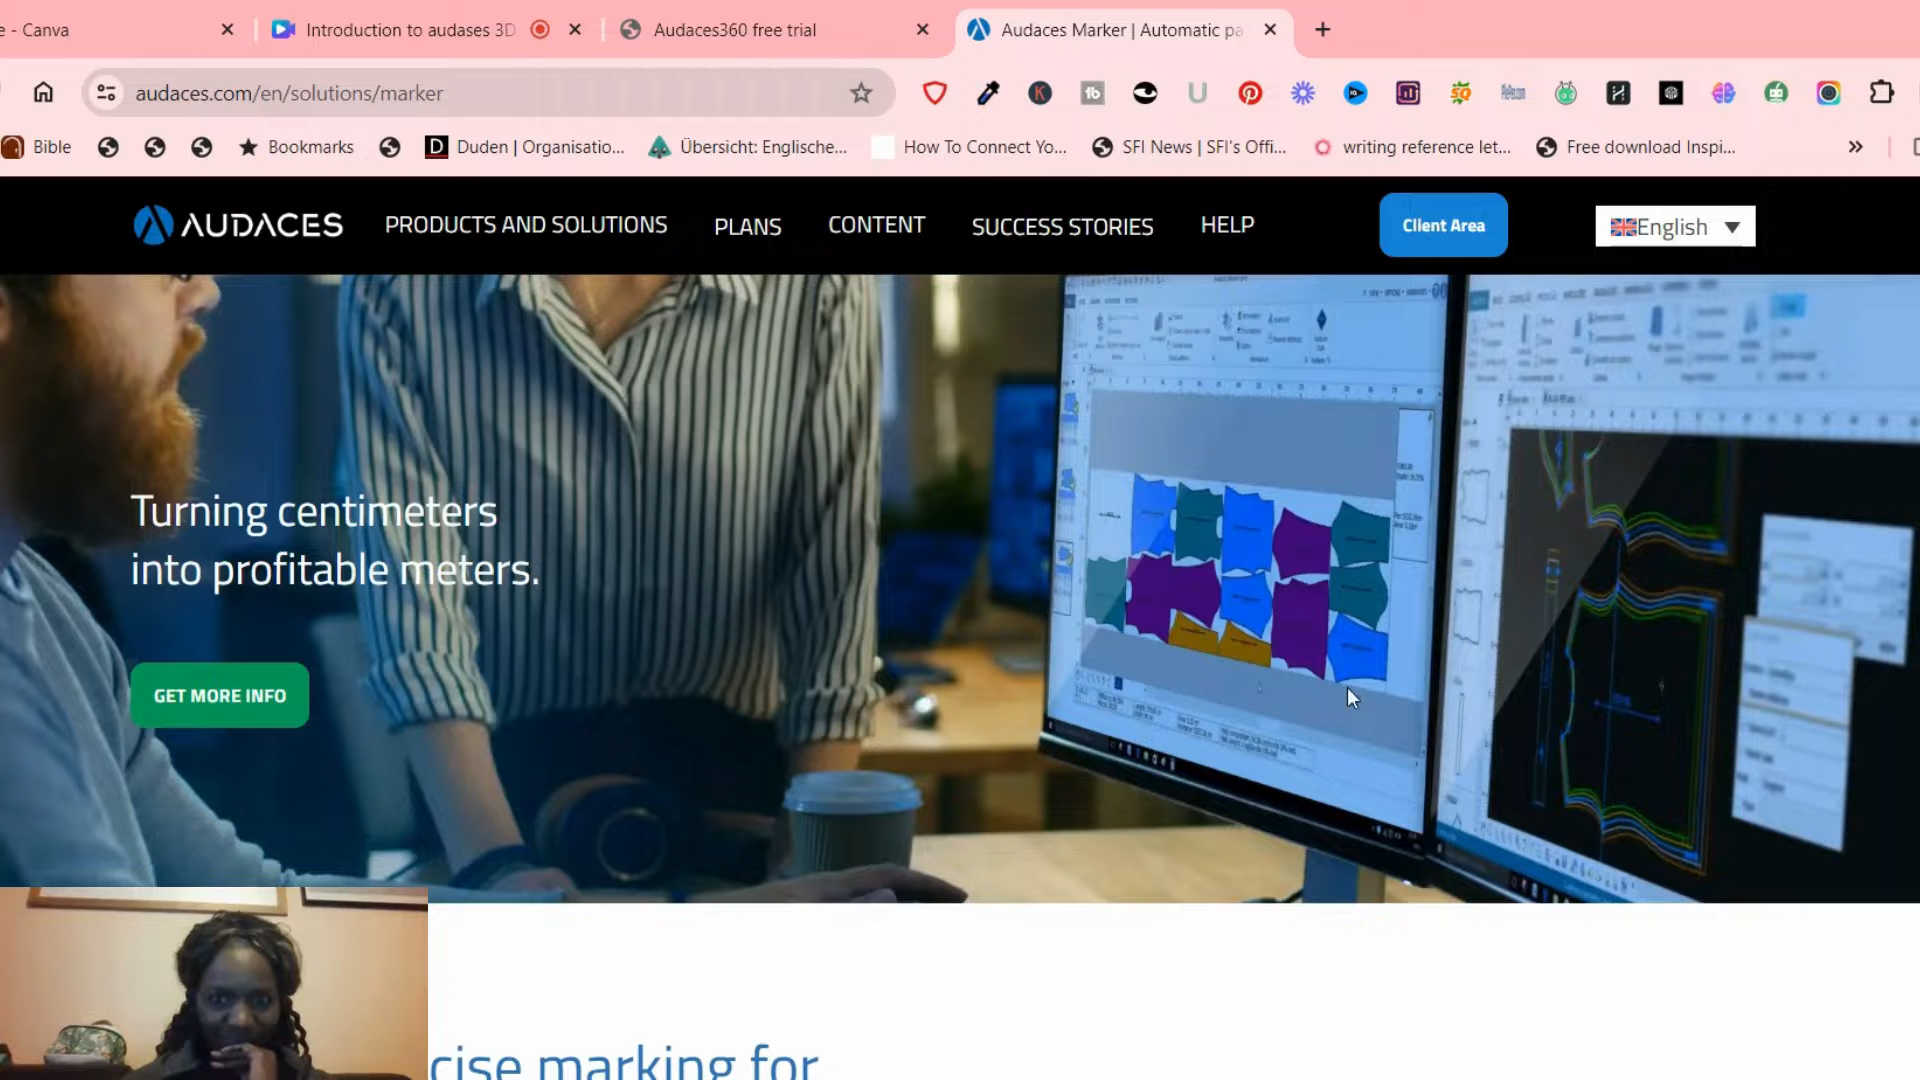 e - Canva
Introduction to audases 3D
Audaces360 free trial
Audaces Marker | Automatic pa
audaces.com/en/solutions/marker
Bible
Bookmarks
D Duden | Organisatio...
Übersicht: Englische...
How To Connect Yo...
SFI News | SFI's Offi...
writing reference let...
Free download Inspi...
AUDACES
PRODUCTS AND SOLUTIONS
PLANS
CONTENT
SUCCESS STORIES
HELP
Client Area
English
Turning centimeters
into profitable meters.
GET MORE INFO
cise marking for